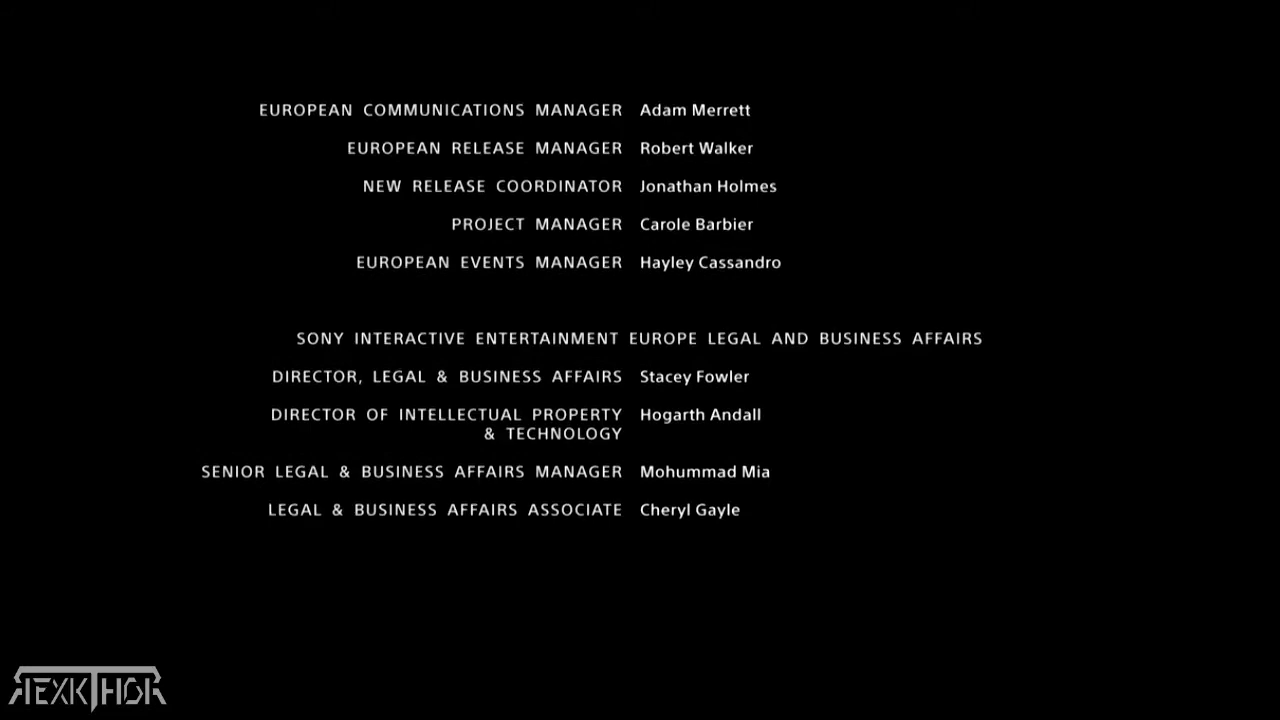 EUROPEAN COMMUNICATIONS MANAGER Adam Merrett
EUROPEAN RELEASE MANAGER Robert Walker
NEW RELEASE COORDINATOR Jonathan Holmes
PROJECT MANAGER Carole Barbier
EUROPEAN EVENTS MANAGER Hayley Cassandro
SONY INTERACTIVE ENTERTAINMENT EUROPE LEGAL AND BUSINESS AFFAIRS
DIRECTOR, LEGAL & BUSINESS AFFAIRS Stacey Fowler
DIRECTOR OF INTELLECTUAL PROPERTY Hogarth Andall
& TECHNOLOGY
SENIOR LEGAL & BUSINESS AFFAIRS MANAGER Mohummad Mia
LEGAL & BUSINESS AFFAIRS ASSOCIATE Cheryl Gayle